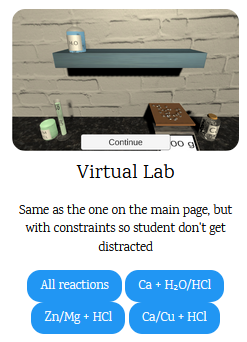 Continue
oo g
Virtual Lab
Same as the one on the main page, but
with constraints so student don't get
distracted
All reactions
Ca + H₂O/HCl
Zn/Mg + HCl
Ca/Cu + HCl